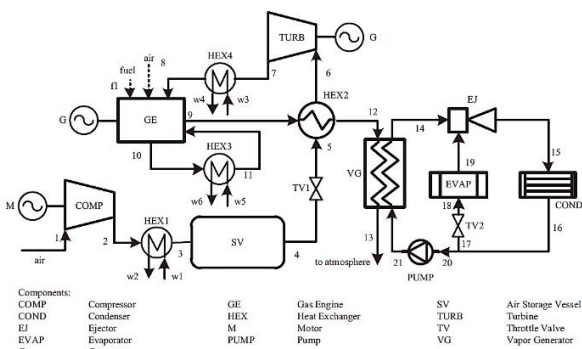 TURB
G
HEX4
air
fuel
8
7
6
f1
w4
w3
HEX2
EJ
G
GE
9
12
14
5
15
10
11
19
HEX3
TV1
VG
EVAP
COND
M
COMP
w6
w5
18
HEX1
TV2
16
1
2
3
SV
4
13
17
air
w2
w1
to atmosphere
21
20
PUMP
Components:
COMP Compressor GE Gas Engine SV Air Storage Vessel
COND Condenser HEX Heat Exchanger TURB Turbine
EJ Ejector M Motor TV Throttle Valve
EVAP Evaporator PUMP Pump VG Vapor Generator